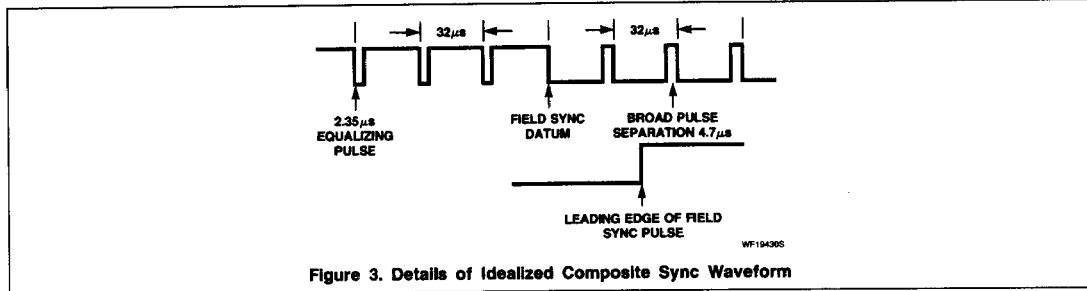 32μs
32μs
2.35μs
EQUALIZING
PULSE
FIELD SYNC
DATUM
BROAD PULSE
SEPARATION 4.7μs
LEADING EDGE OF FIELD
SYNC PULSE
WF19430S
Figure 3. Details of Idealized Composite Sync Waveform